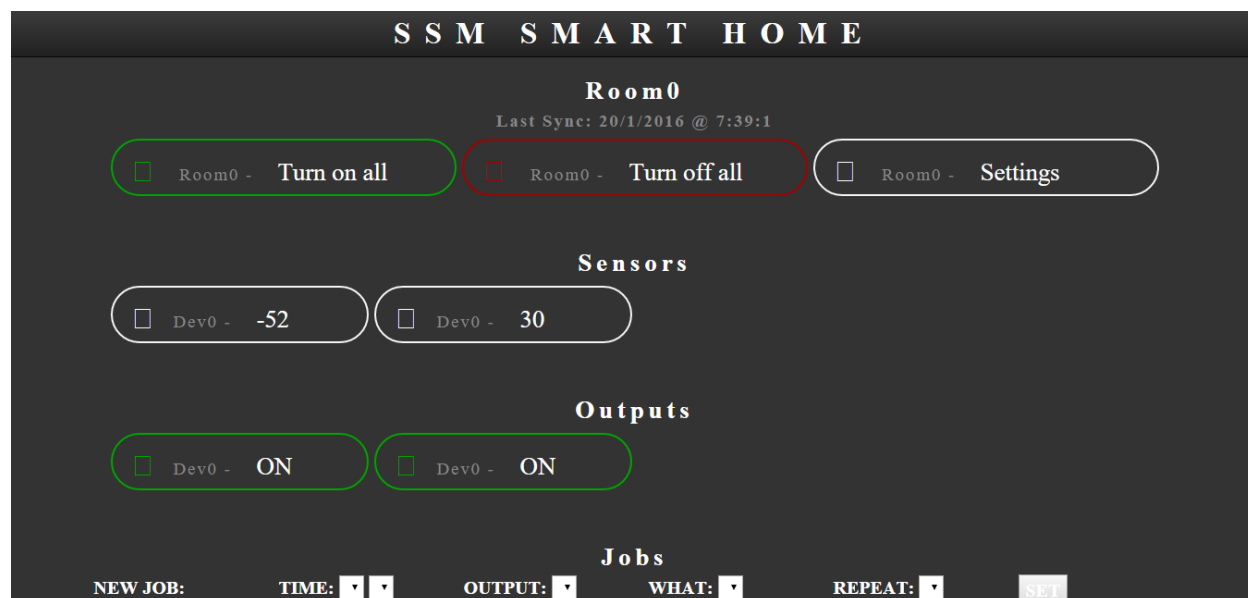 SSM SMART HOME
Room0
Last Sync: 20/1/2016 @ 7:39:1
Room0 - Turn on all
Room0 - Turn off all
Room0 - Settings
Sensors
Dev0 - -52
Dev0 - 30
Outputs
Dev0 - ON
Dev0 - ON
Jobs
NEW JOB: TIME: OUTPUT: WHAT: REPEAT: SET